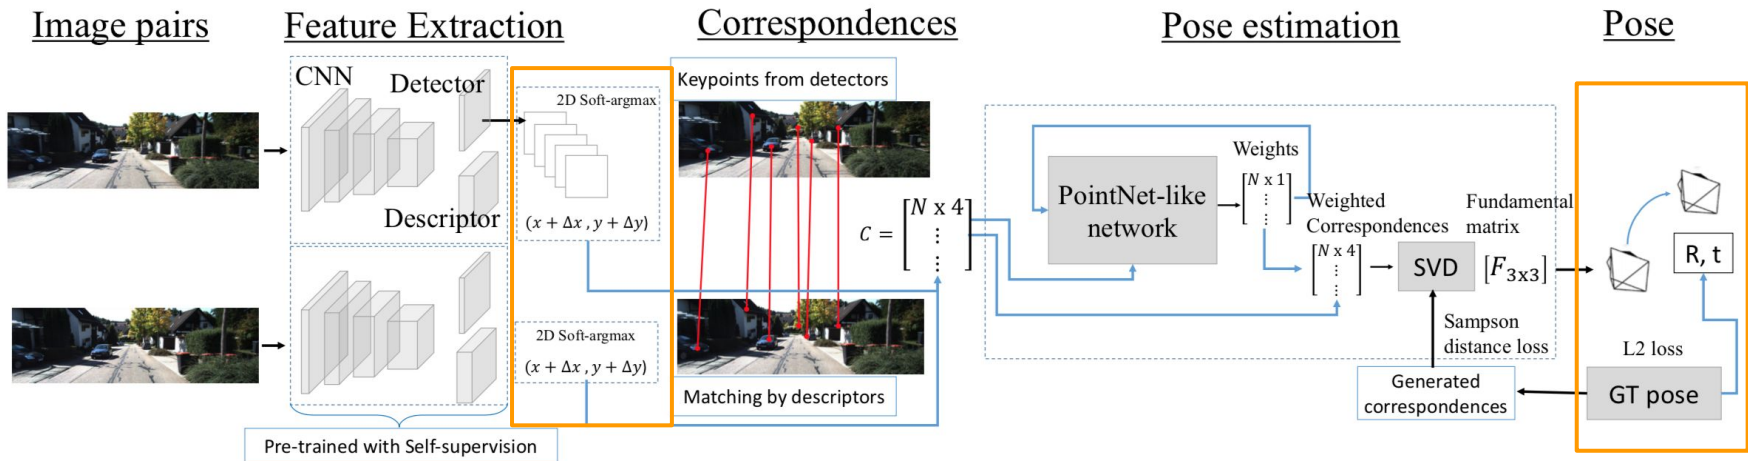 Image pairs
Feature Extraction
Correspondences
Pose estimation
Pose
CNN
Detector
Descriptor
2D Soft-argmax
(x + Δx , y + Δy)
2D Soft-argmax
(x + Δx , y + Δy)
Pre-trained with Self-supervision
Keypoints from detectors
Matching by descriptors
C = [N x 4 ⋮ ⋮]
PointNet-like
network
Weights
[N x 1 ⋮ ⋮]
Weighted
Correspondences
[N x 4 ⋮ ⋮]
SVD
Fundamental
matrix
[F3x3]
Sampson
distance loss
Generated
correspondences
R, t
L2 loss
GT pose